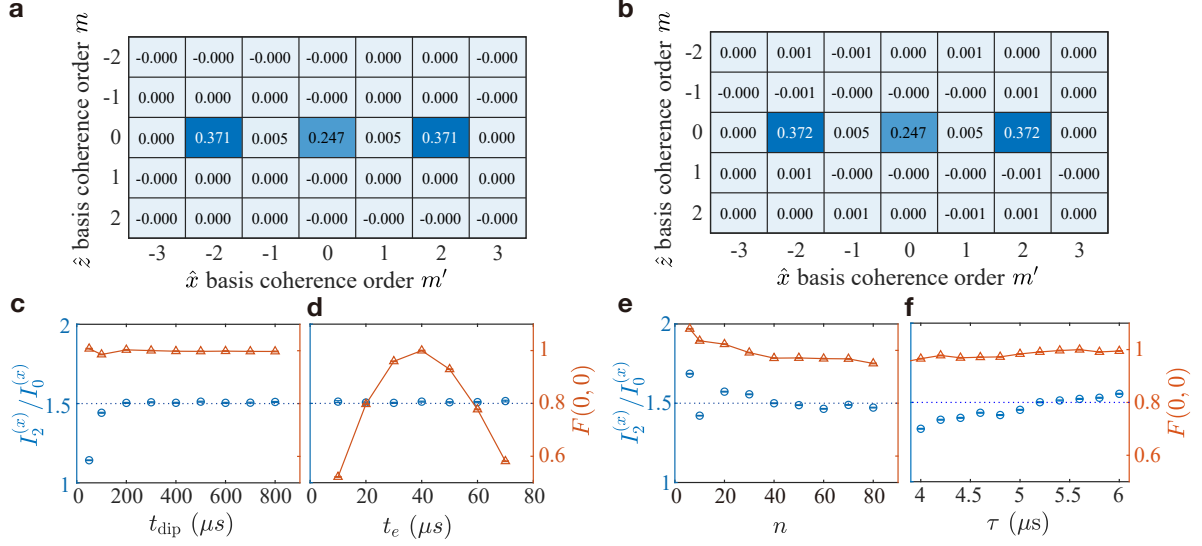 a
ẑ basis coherence order m
-2 -0.000 -0.000 -0.000 -0.000 0.000 0.000 -0.000
-1 0.000 0.000 0.000 -0.000 0.000 -0.000 -0.000
0 0.000 0.371 0.005 0.247 0.005 0.371 0.000
1 -0.000 0.000 0.000 -0.000 0.000 0.000 0.000
2 -0.000 0.000 0.000 -0.000 -0.000 -0.000 -0.000
-3 -2 -1 0 1 2 3
x̂ basis coherence order m′
b
ẑ basis coherence order m
-2 0.000 0.001 -0.001 0.000 0.001 0.000 0.000
-1 -0.000 -0.001 -0.000 -0.000 0.000 0.001 0.000
0 0.000 0.372 0.005 0.247 0.005 0.372 0.000
1 0.000 0.001 0.000 -0.000 -0.000 -0.001 -0.000
2 0.000 0.000 0.001 0.000 -0.001 0.001 0.000
-3 -2 -1 0 1 2 3
x̂ basis coherence order m′
c
I₂⁽ˣ⁾/I₀⁽ˣ⁾
2
1.5
1
0 200 400 600 800
t_dip (μs)
d
1
0.8
0.6
F(0, 0)
0 20 40 60 80
t_e (μs)
e
I₂⁽ˣ⁾/I₀⁽ˣ⁾
2
1.5
1
0 20 40 60 80
n
f
1
0.8
0.6
F(0, 0)
4 4.5 5 5.5 6
τ (μs)